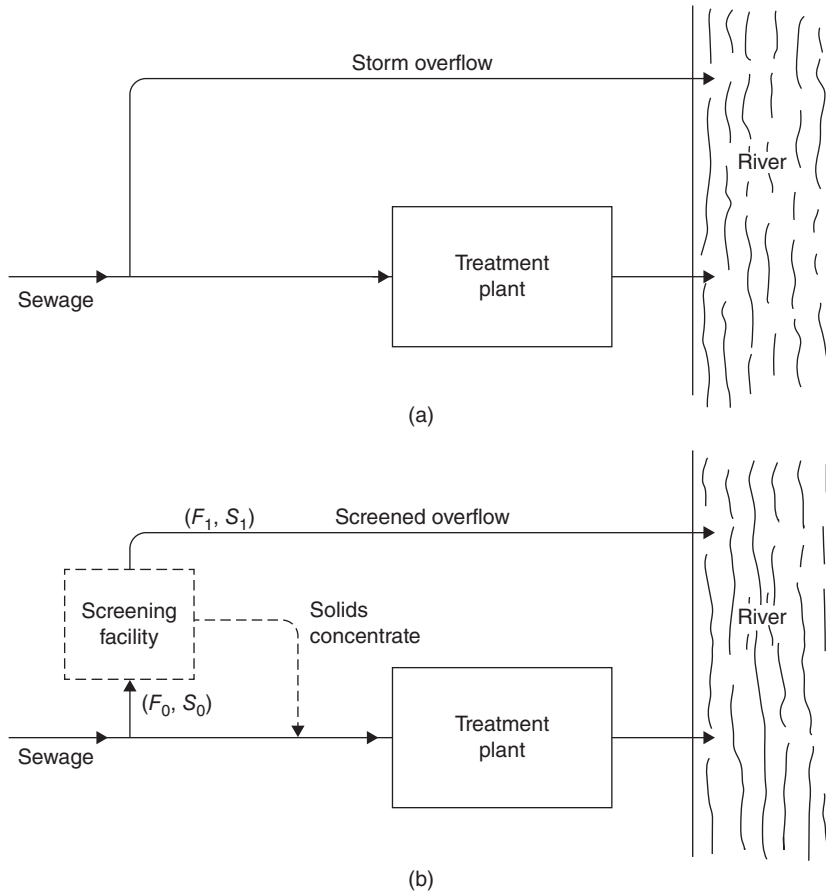 Storm overflow
River
Treatment
plant
Sewage
(a)
(F₁, S₁)
Screened overflow
Screening
facility
Solids
concentrate
River
(F₀, S₀)
Treatment
plant
Sewage
(b)